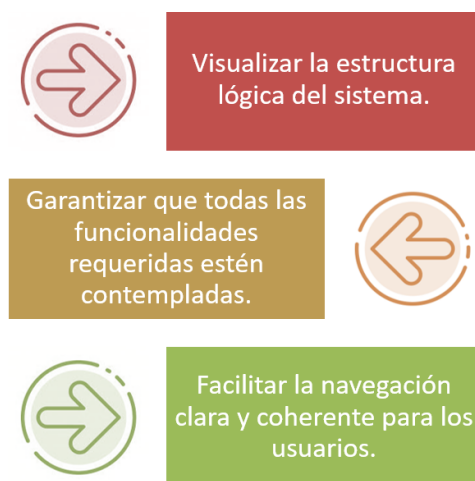 Visualizar la estructura
lógica del sistema.
Garantizar que todas las
funcionalidades
requeridas estén
contempladas.
Facilitar la navegación
clara y coherente para los
usuarios.